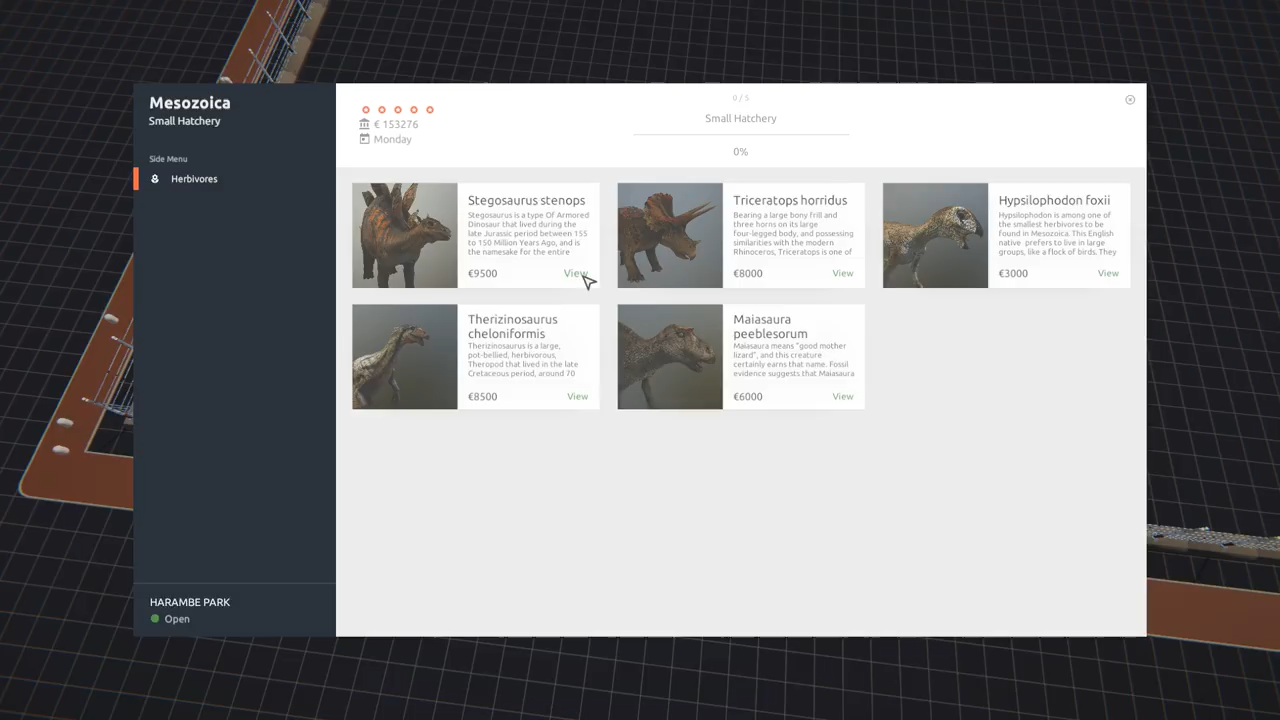 Mesozoica
Small Hatchery
Side Menu
Herbivores
HARAMBE PARK
Open
€ 153276
Monday
0 / 5
Small Hatchery
0%
Stegosaurus stenops
Stegosaurus is a type Of Armored
Dinosaur that lived during the
late Jurassic period between 155
to 150 Million Years Ago, and is
the namesake for the entire
€9500
View
Triceratops horridus
Bearing a large bony frill and
three horns on its large
four-legged body, and possessing
similarities with the modern
Rhinoceros, Triceratops is one of
€8000
View
Hypsilophodon foxii
Hypsilophodon is among one of
the smallest herbivores to be
found in Mesozoica. This English
native prefers to live in large
groups, like a flock of birds. They
€3000
View
Therizinosaurus
cheloniformis
Therizinosaurus is a large,
pot-bellied, herbivorous,
Theropod that lived in the late
Cretaceous period, around 70
€8500
View
Maiasaura
peeblesorum
Maiasaura means "good mother
lizard", and this creature
certainly earns that name. Fossil
evidence suggests that Maiasaura
€6000
View